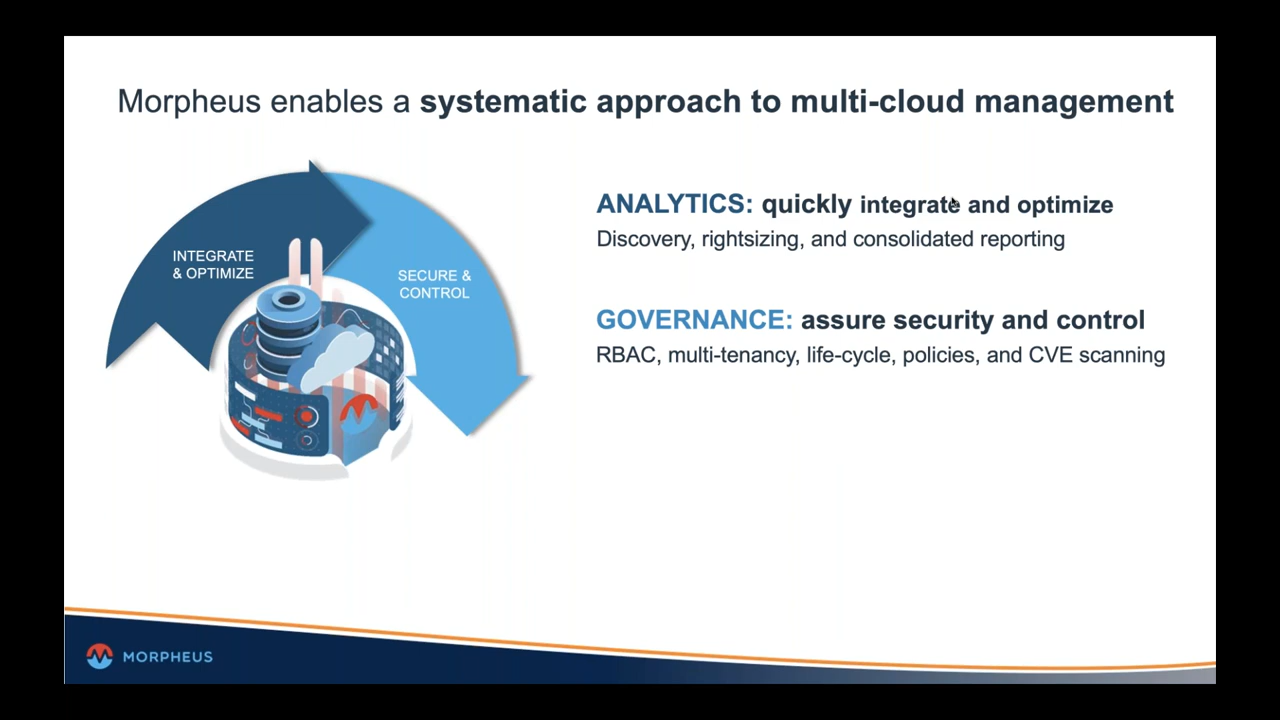 Morpheus enables a systematic approach to multi-cloud management
INTEGRATE
& OPTIMIZE
SECURE &
CONTROL
ANALYTICS: quickly integrate and optimize
Discovery, rightsizing, and consolidated reporting
GOVERNANCE: assure security and control
RBAC, multi-tenancy, life-cycle, policies, and CVE scanning
MORPHEUS